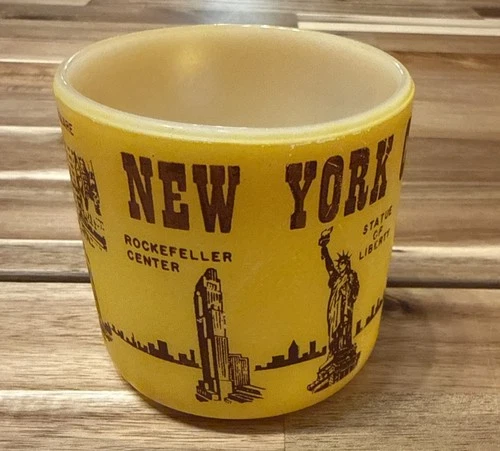 NEW YORK
ROCKEFELLER
CENTER
STATUE
OF
LIBERTY